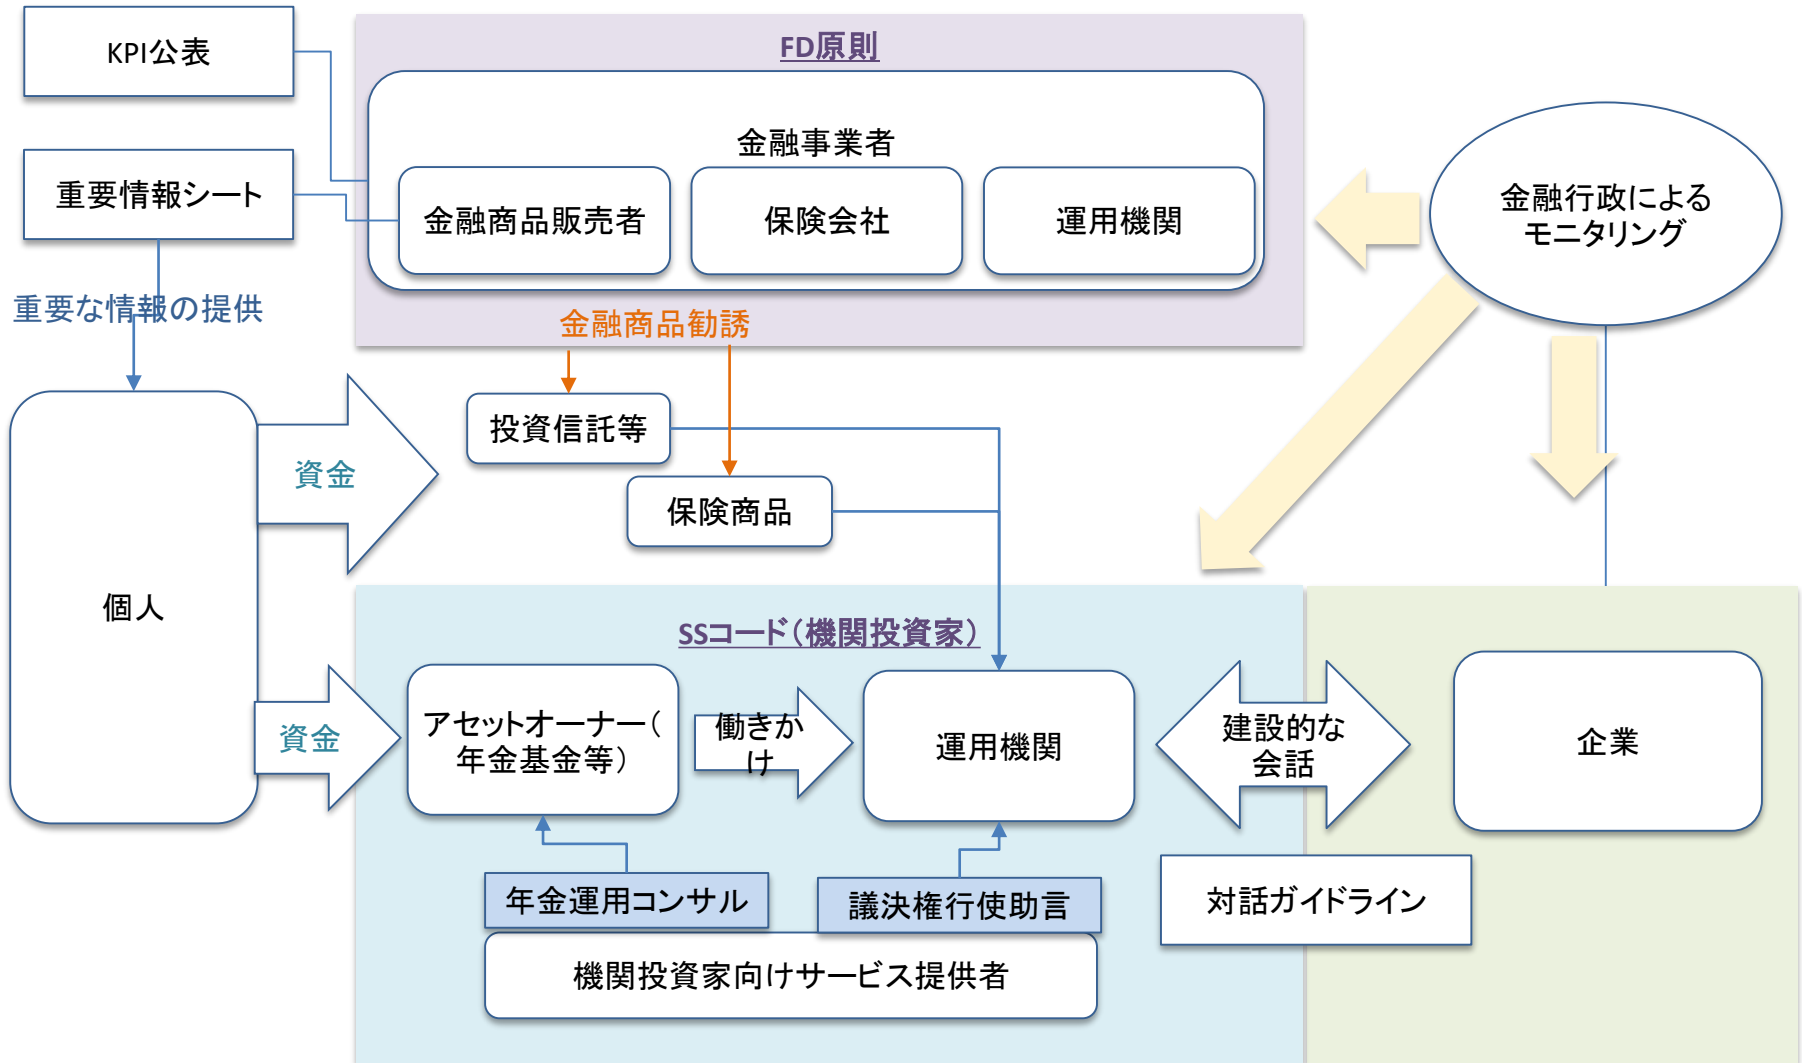 KPI公表
FD原則
金融事業者
重要情報シート
金融商品販売者
保険会社
運用機関
金融行政による
モニタリング
重要な情報の提供
金融商品勧誘
投資信託等
資金
保険商品
個人
SSコード（機関投資家）
資金
アセットオーナー（
年金基金等）
働きか
け
運用機関
建設的な
会話
企業
年金運用コンサル
議決権行使助言
対話ガイドライン
機関投資家向けサービス提供者